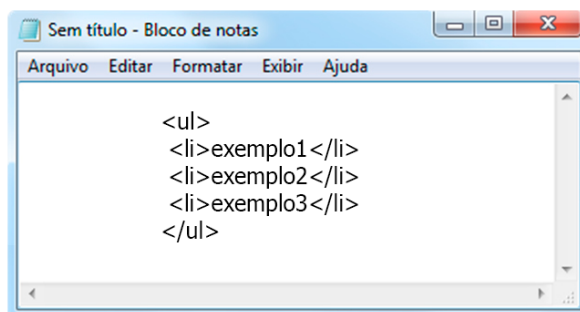 Sem título - Bloco de notas
Arquivo Editar Formatar Exibir Ajuda
<ul>
<li>exemplo1</li>
<li>exemplo2</li>
<li>exemplo3</li>
</ul>